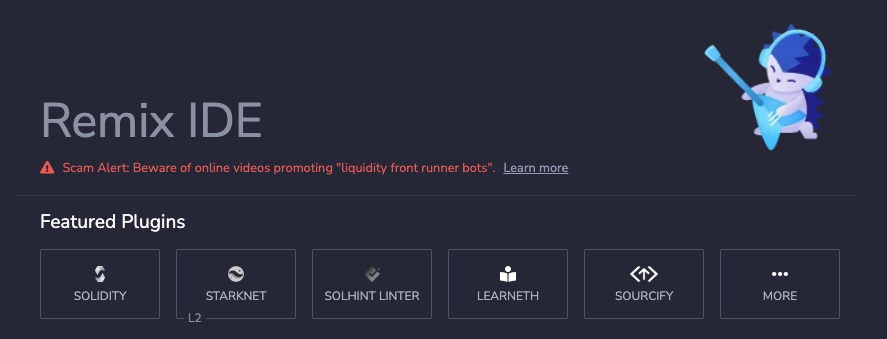 Remix IDE
Scam Alert: Beware of online videos promoting "liquidity front runner bots". Learn more
Featured Plugins
SOLIDITY STARKNET SOLHINT LINTER LEARNETH SOURCIFY MORE
L2